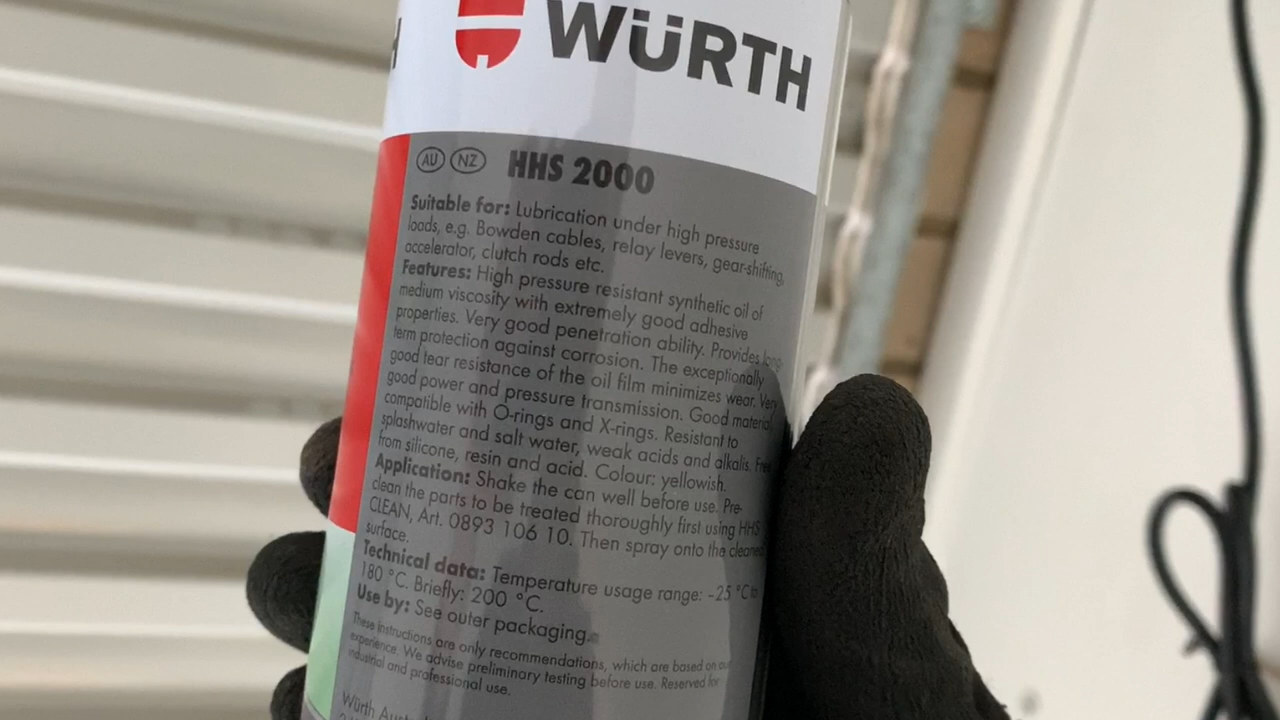 WÜRTH
AU NZ HHS 2000
Suitable for: Lubrication under high pressure
loads, e.g. Bowden cables, relay levers, gear-shifting,
accelerator, clutch rods etc.
Features: High pressure resistant synthetic oil of
medium viscosity with extremely good adhesive
properties. Very good penetration ability. Provides long
term protection against corrosion. The exceptionally
good tear resistance of the oil film minimizes wear. Very
good power and pressure transmission. Good material
compatible with O-rings and X-rings. Resistant to
splashwater and salt water, weak acids and alkalis. Free
from silicone, resin and acid. Colour: yellowish.
Application: Shake the can well before use. Pre-
clean the parts to be treated thoroughly first using HHS
CLEAN, Art. 0893 106 10. Then spray onto the cleaned
surface.
Technical data: Temperature usage range: -25 °C to
180 °C. Briefly: 200 °C.
Use by: See outer packaging.
These instructions are only recommendations, which are based on our
experience. We advise preliminary testing before use. Reserved for
industrial and professional use.
Würth